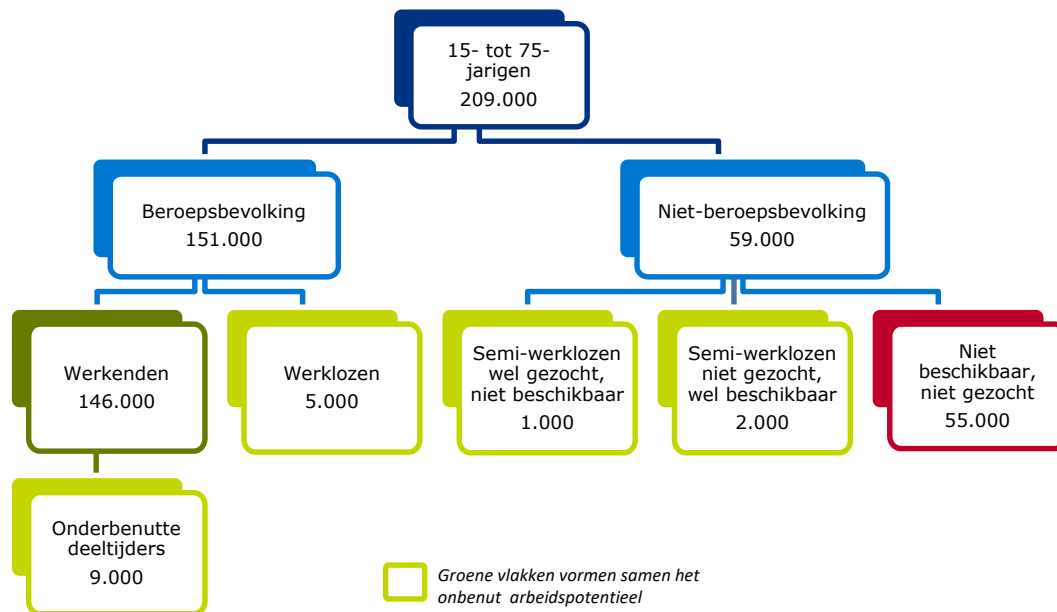 15- tot 75-
jarigen
209.000
Beroepsbevolking
151.000
Niet-beroepsbevolking
59.000
Werkenden
146.000
Werklozen
5.000
Semi-werklozen
wel gezocht,
niet beschikbaar
1.000
Semi-werklozen
niet gezocht,
wel beschikbaar
2.000
Niet
beschikbaar,
niet gezocht
55.000
Onderbenutte
deeltijders
9.000
Groene vlakken vormen samen het
onbenut arbeidspotentieel